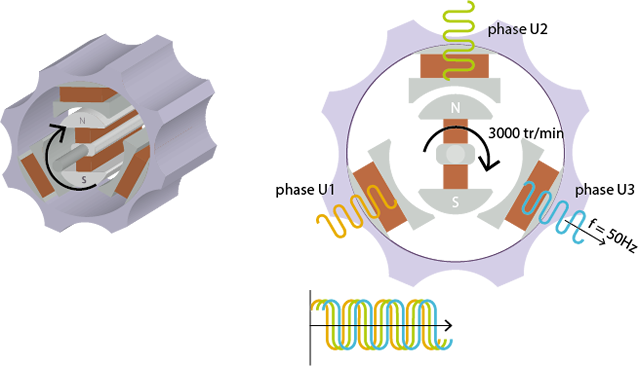 phase U2
N
N
3000 tr/min
phase U1
phase U3
S
S
f = 50Hz